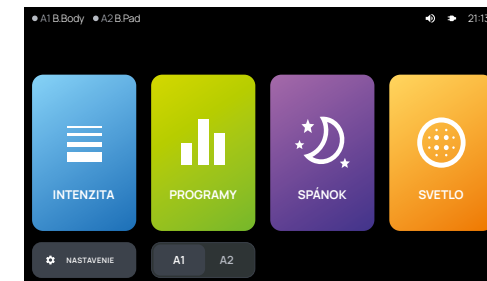 A1 B.Body A2 B.Pad 21:13
INTENZITA PROGRAMY SPÁNOK SVETLO
NASTAVENIE A1 A2